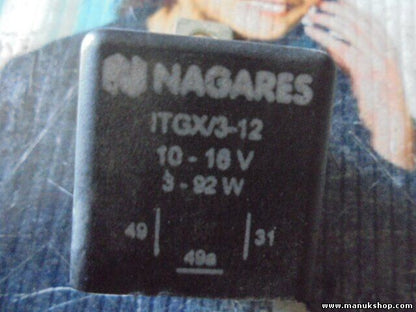 NAGARES
ITGX/3-12
10 - 16 V
3 - 92 W
49
31
49a
www.manukshop.com